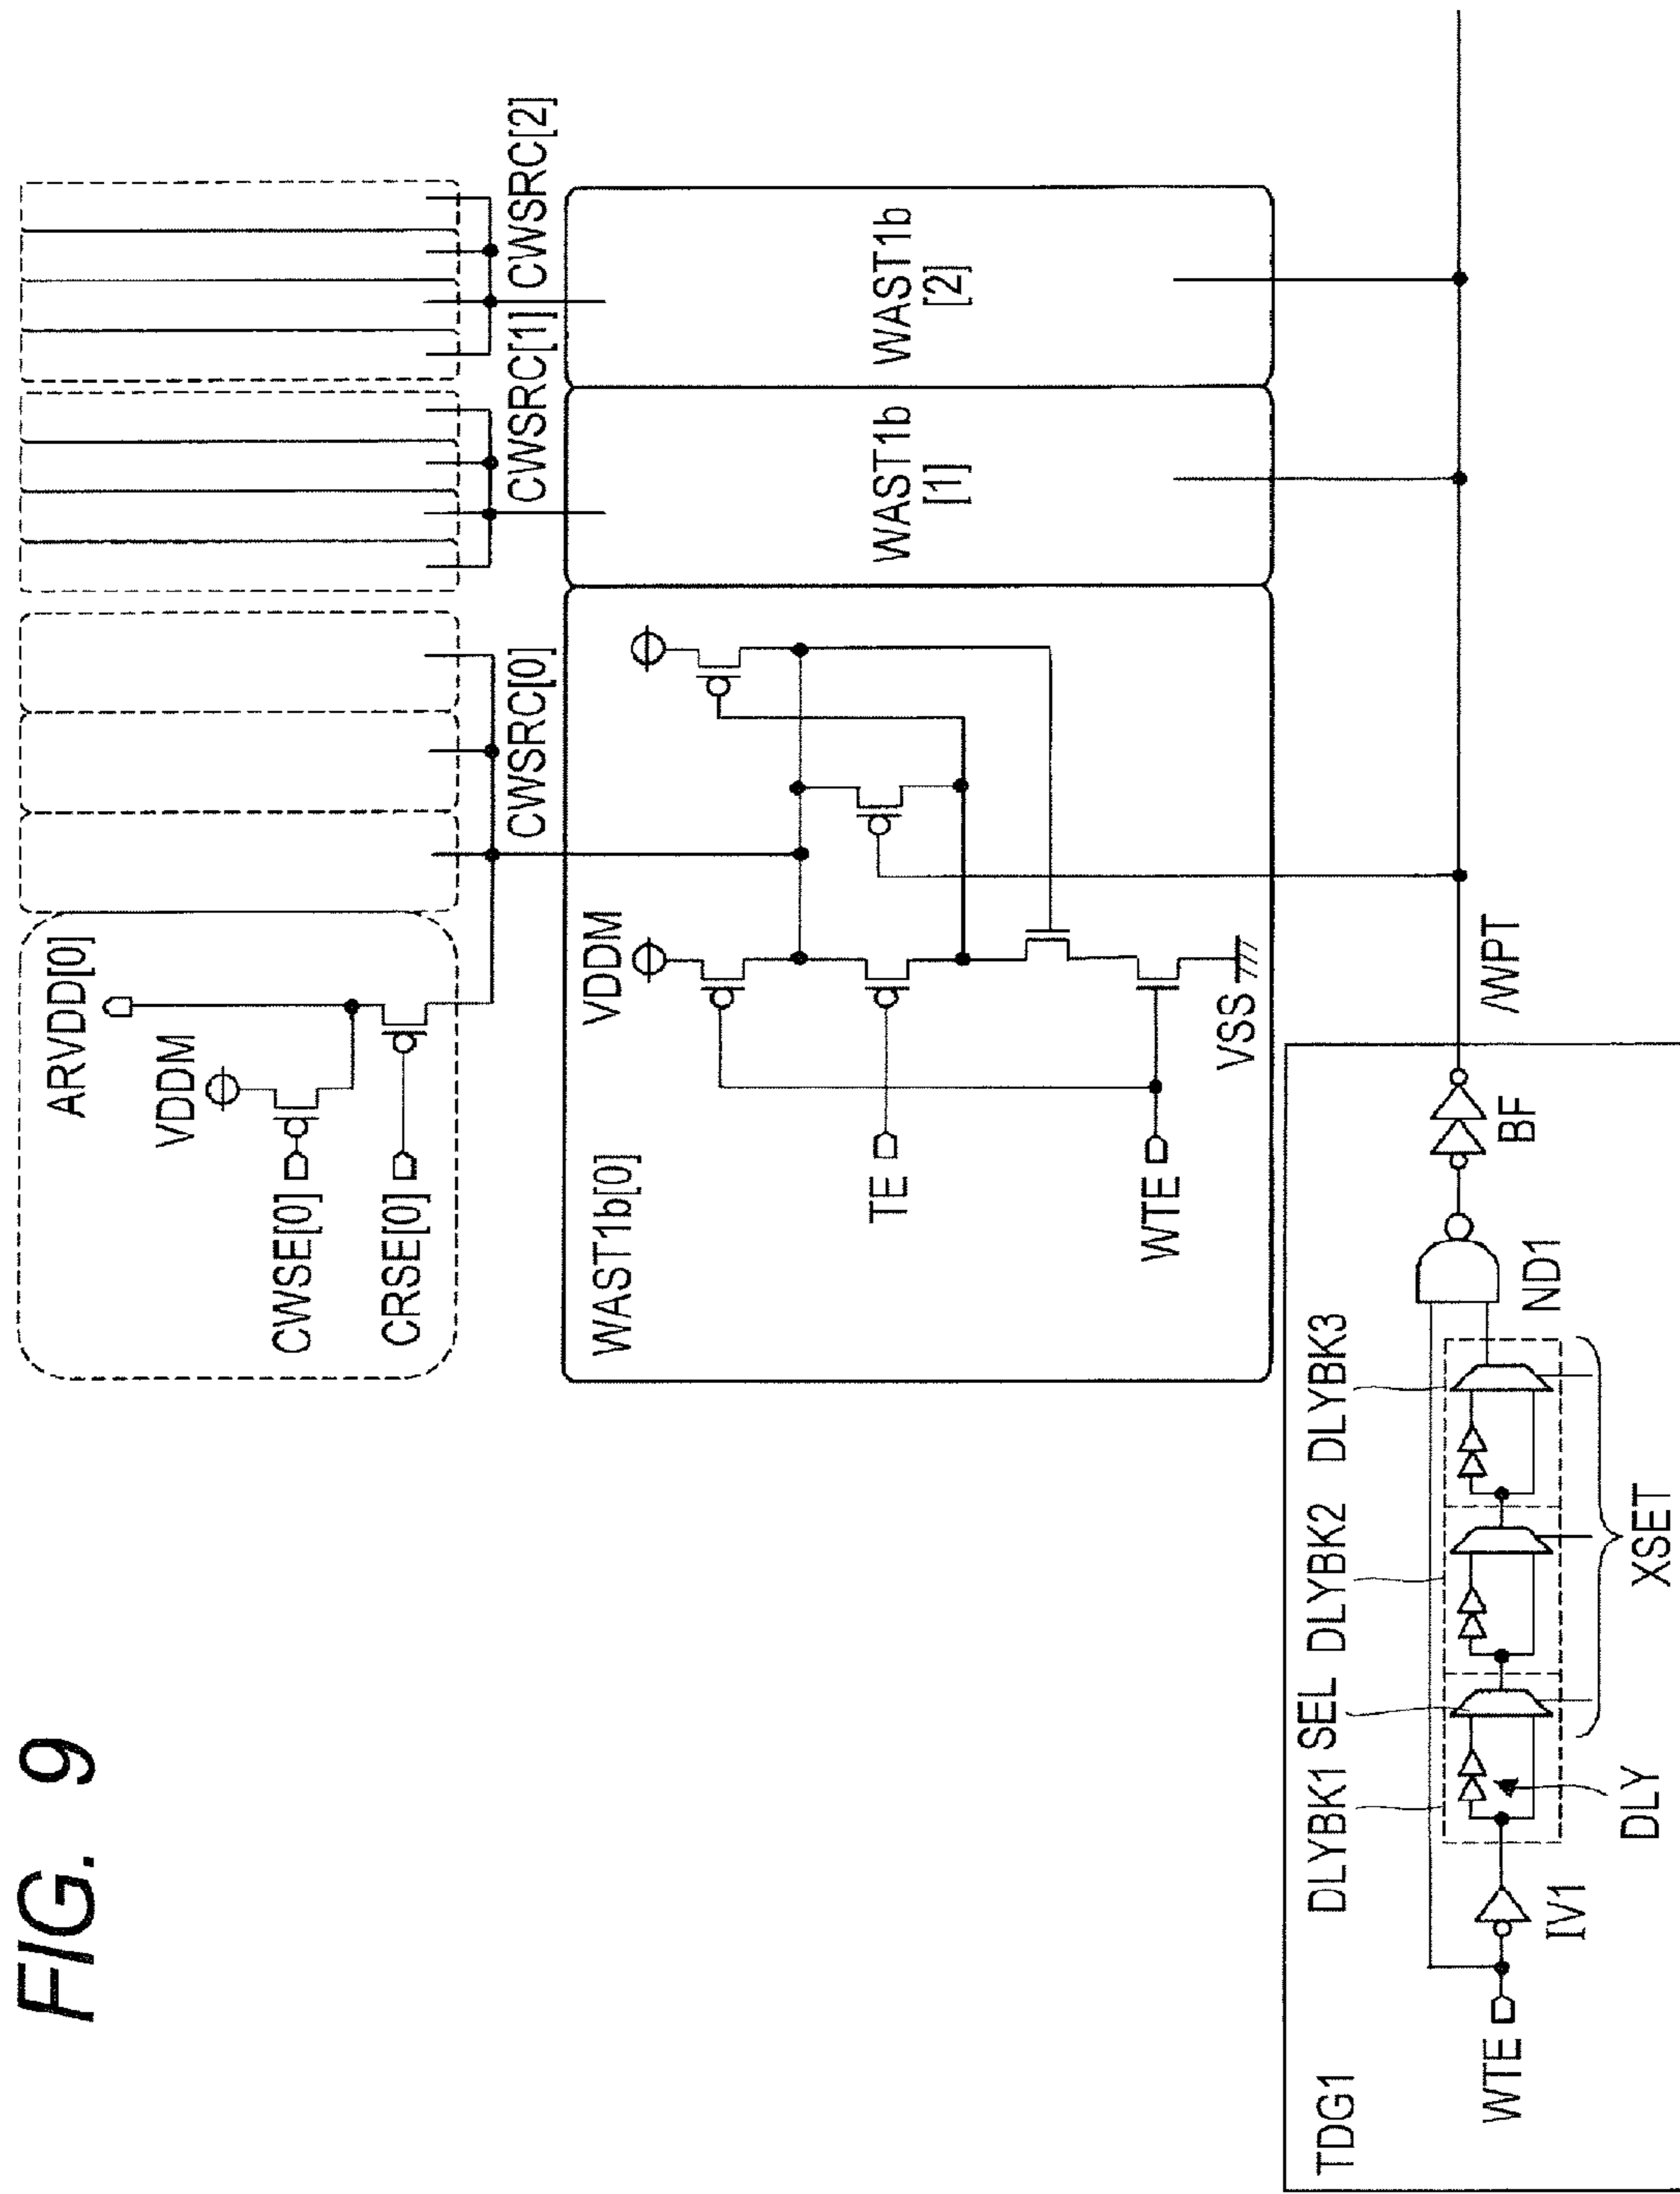 FIG. 9
ARVDD[0]
VDDM
CWSE[0]
CRSE[0]
CWSRC[0]
CWSRC[1]
CWSRC[2]
WAST1b[0]
VDDM
TE
WTE
VSS
WAST1b
[1]
WAST1b
[2]
/WPT
TDG1
WTE
IV1
DLYBK1
SEL
DLYBK2
DLYBK3
DLY
XSET
ND1
BF